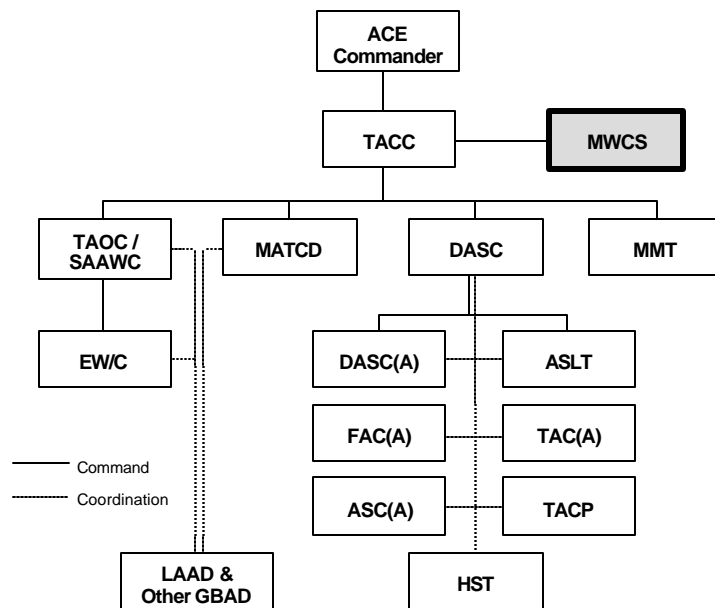 ACE
Commander
TACC
MWCS
TAOC /
SAAWC
MATCD
DASC
MMT
EW/C
DASC(A)
ASLT
FAC(A)
TAC(A)
Command
Coordination
ASC(A)
TACP
LAAD &
Other GBAD
HST